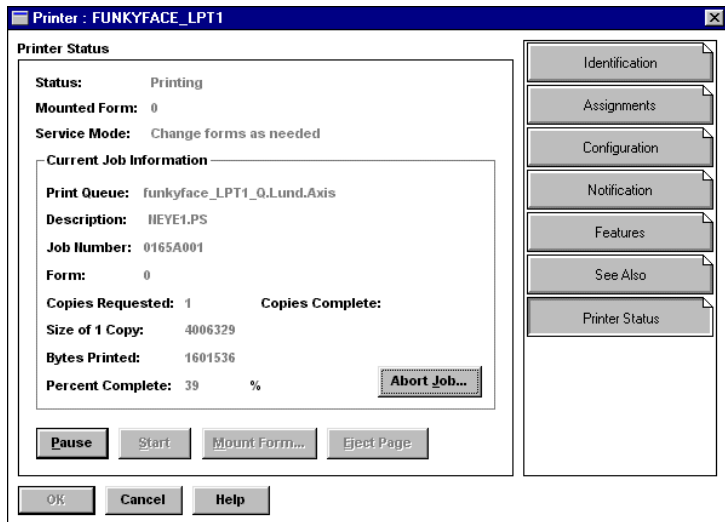 Printer : FUNKYFACE_LPT1
Printer Status
Status: Printing
Mounted Form: 0
Service Mode: Change forms as needed
Current Job Information
Print Queue: funkyface_LPT1_Q.Lund.Axis
Description: NEYE1.PS
Job Number: 0165A001
Form: 0
Copies Requested: 1 Copies Complete:
Size of 1 Copy: 4006329
Bytes Printed: 1601536
Percent Complete: 39 %
Abort Job...
Pause Start Mount Form... Eject Page
OK Cancel Help
Identification
Assignments
Configuration
Notification
Features
See Also
Printer Status